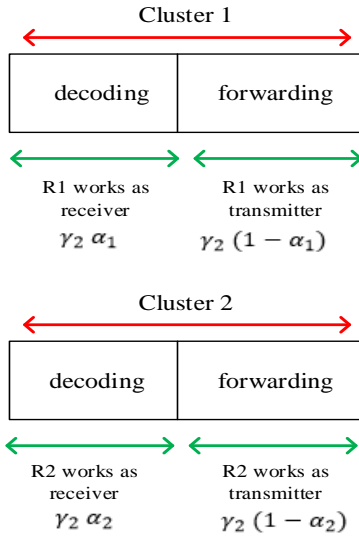 Cluster 1
decoding forwarding
R1 works as R1 works as
receiver transmitter
γ₂ α₁ γ₂ (1 − α₁)
Cluster 2
decoding forwarding
R2 works as R2 works as
receiver transmitter
γ₂ α₂ γ₂ (1 − α₂)